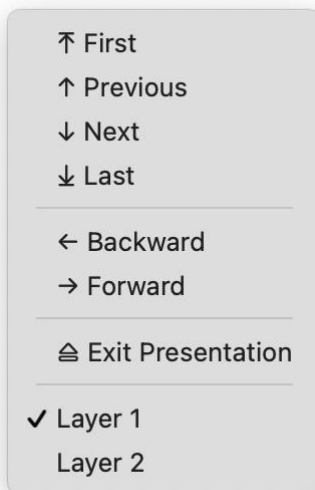 ⤒ First
↑ Previous
↓ Next
⤓ Last
← Backward
→ Forward
⏏ Exit Presentation
✓ Layer 1
Layer 2